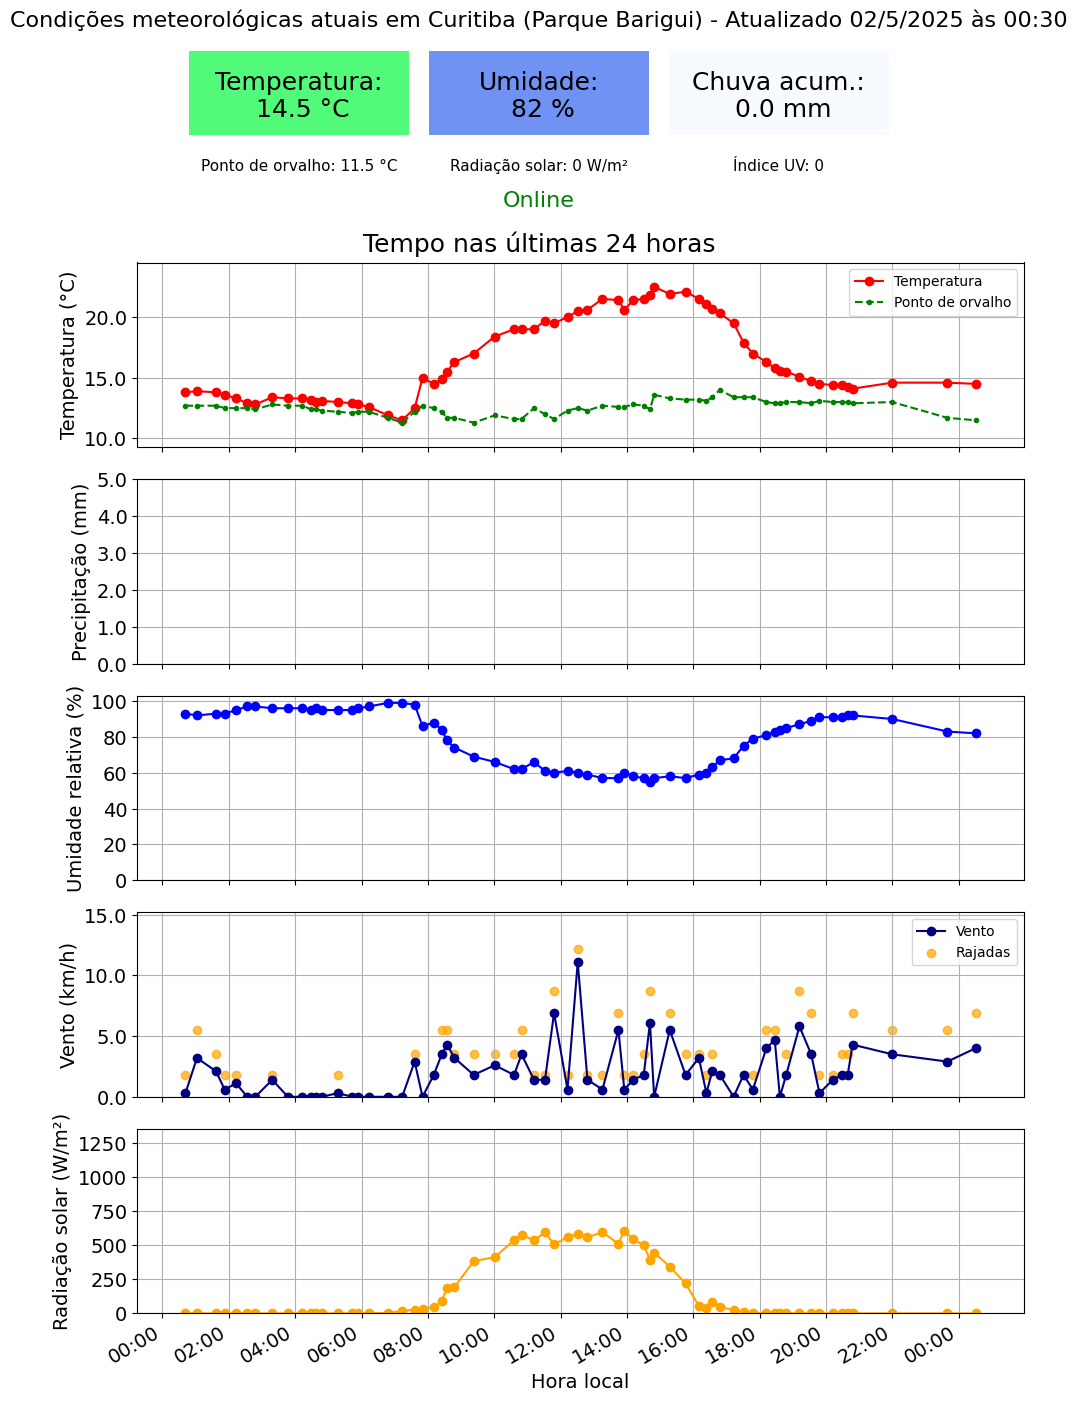 Condições meteorológicas atuais em Curitiba (Parque Barigui) - Atualizado 02/5/2025 às 00:30
Temperatura:
14.5 °C
Umidade:
82 %
Chuva acum.:
0.0 mm
Ponto de orvalho: 11.5 °C
Radiação solar: 0 W/m²
Índice UV: 0
Online
Tempo nas últimas 24 horas
Temperatura (°C)
20.0
15.0
10.0
Temperatura
Ponto de orvalho
Precipitação (mm)
5.0
4.0
3.0
2.0
1.0
0.0
Umidade relativa (%)
100
80
60
40
20
0
Vento (km/h)
15.0
10.0
5.0
0.0
Vento
Rajadas
Radiação solar (W/m²)
1250
1000
750
500
250
0
00:00
02:00
04:00
06:00
08:00
10:00
12:00
14:00
16:00
18:00
20:00
22:00
00:00
Hora local